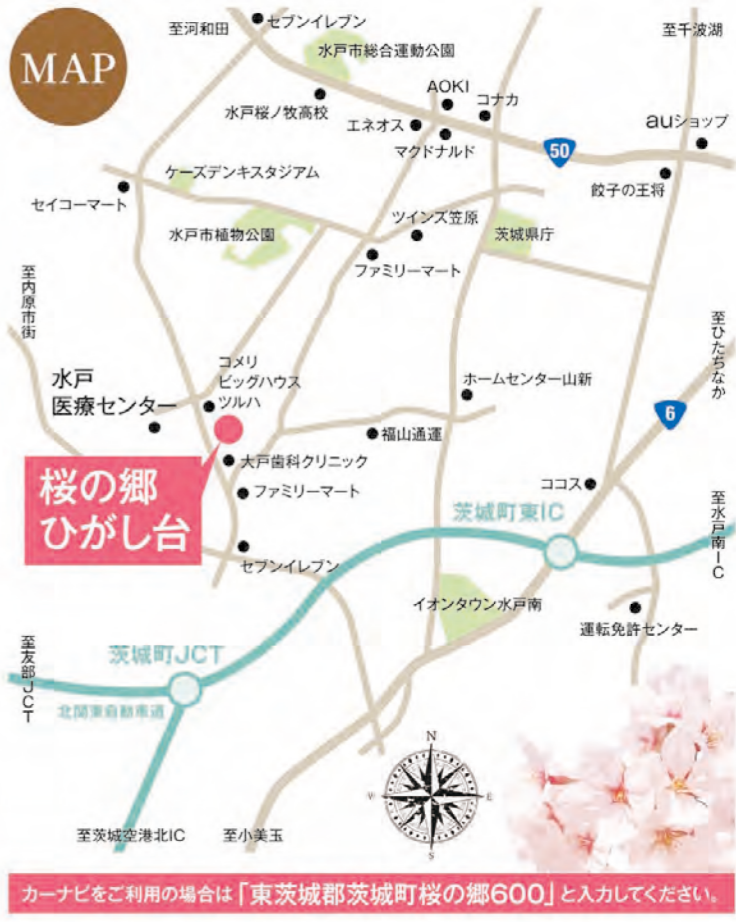 MAP
至河和田
セブンイレブン
水戸市総合運動公園
至千波湖
AOKI
コナカ
水戸桜ノ牧高校
エネオス
マクドナルド
auショップ
50
ケーズデンキスタジアム
餃子の王将
セイコーマート
ツインズ笠原
水戸市植物公園
茨城県庁
ファミリーマート
至内原市街
至ひたちなか
コメリ
ビッグハウス
ツルハ
水戸
医療センター
ホームセンター山新
6
福山通運
大戸歯科クリニック
桜の郷
ひがし台
ファミリーマート
ココス
茨城町東IC
至水戸南IC
セブンイレブン
イオンタウン水戸南
運転免許センター
至友部JCT
茨城町JCT
北関東自動車道
N
W
E
S
至茨城空港北IC
至小美玉
カーナビをご利用の場合は「東茨城郡茨城町桜の郷600」と入力してください。